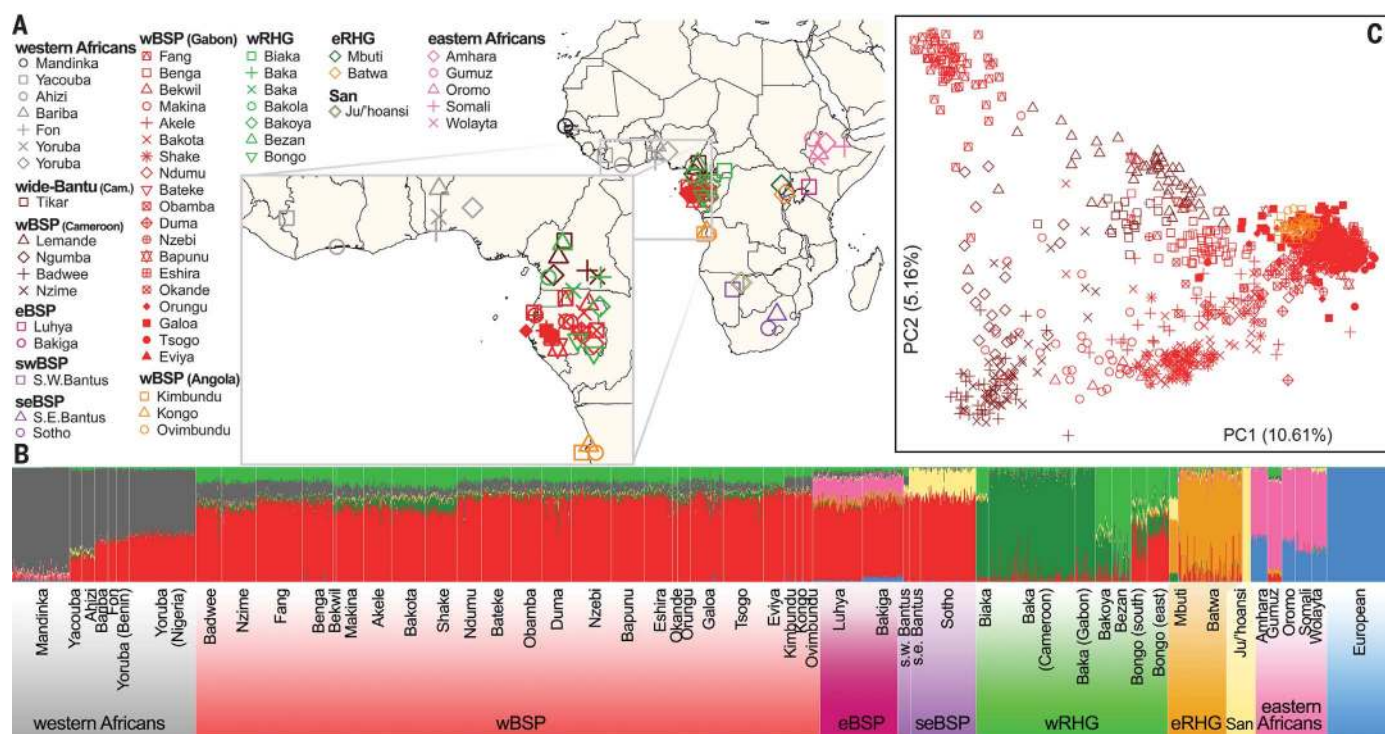 A
western Africans
Mandinka
Yacouba
Ahizi
Bariba
Fon
Yoruba
Yoruba
wide-Bantu (Cam.)
Tikar
wBSP (Cameroon)
Lemande
Ngumba
Badwee
Nzime
eBSP
Luhya
Bakiga
swBSP
S.W.Bantus
seBSP
S.E.Bantus
Sotho
wBSP (Gabon)
Fang
Benga
Bekwil
Makina
Akele
Bakota
Shake
Ndumu
Bateke
Obamba
Duma
Nzebi
Bapunu
Eshira
Okande
Orungu
Galoa
Tsogo
Eviya
wBSP (Angola)
Kimbundu
Kongo
Ovimbundu
wRHG
Biaka
Baka
Baka
Bakola
Bakoya
Bezan
Bongo
eRHG
Mbuti
Batwa
San
Ju/'hoansi
eastern Africans
Amhara
Gumuz
Oromo
Somali
Wolayta
C
PC2 (5.16%)
PC1 (10.61%)
B
Mandinka
Yacouba
Ahizi
Bariba
Fon
Yoruba (Benin)
Yoruba
(Nigeria)
Badwee
Nzime
Fang
Benga
Bekwil
Makina
Akele
Bakota
Shake
Ndumu
Bateke
Obamba
Duma
Nzebi
Bapunu
Eshira
Okande
Orungu
Galoa
Tsogo
Eviya
Kimbundu
Kongo
Ovimbundu
Luhya
Bakiga
s.w. Bantus
s.e. Bantus
Sotho
Biaka
Baka
(Cameroon)
Baka (Gabon)
Bakoya
Bezan
Bongo (south)
Bongo (east)
Mbuti
Batwa
Ju/'hoansi
Amhara
Gumuz
Oromo
Somali
Wolayta
European
western Africans
wBSP
eBSP
seBSP
wRHG
eRHG
San
eastern
Africans